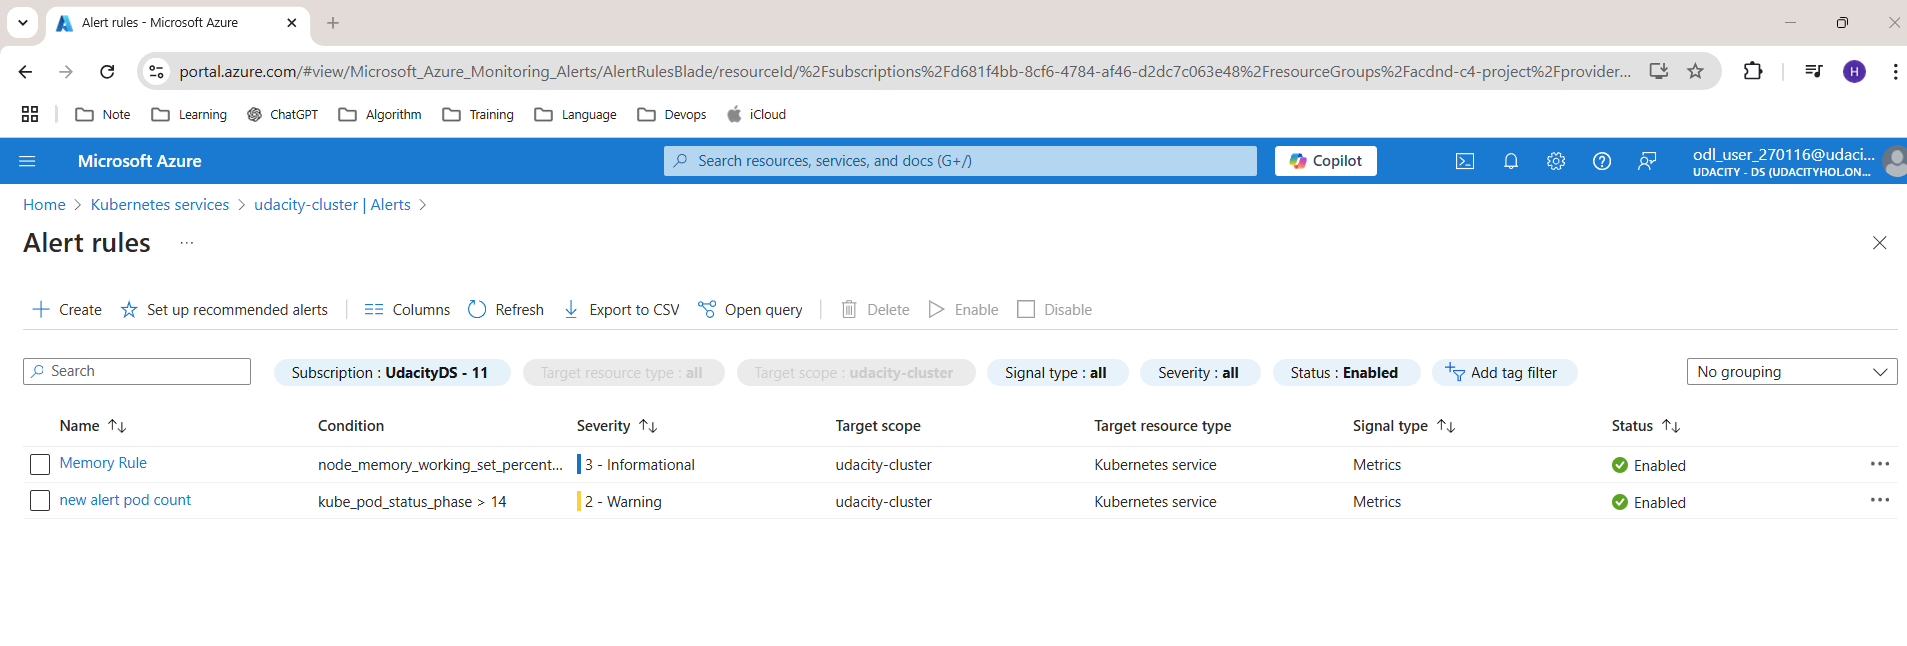 Alert rules - Microsoft Azure
portal.azure.com/#view/Microsoft_Azure_Monitoring_Alerts/AlertRulesBlade/resourceId/%2Fsubscriptions%2Fd681f4bb-8cf6-4784-af46-d2dc7c063e48%2FresourceGroups%2Facdnd-c4-project%2Fprovider... H
Note Learning ChatGPT Algorithm Training Language Devops iCloud
Microsoft Azure Search resources, services, and docs (G+/) Copilot odl_user_270116@udaci...
UDACITY - DS (UDACITYHOL.ON...
Home > Kubernetes services > udacity-cluster | Alerts >
Alert rules ...
Create Set up recommended alerts Columns Refresh Export to CSV Open query Delete Enable Disable
Search Subscription : UdacityDS - 11 Target resource type : all Target scope : udacity-cluster Signal type : all Severity : all Status : Enabled Add tag filter No grouping
Name Condition Severity Target scope Target resource type Signal type Status
Memory Rule node_memory_working_set_percent... 3 - Informational udacity-cluster Kubernetes service Metrics Enabled ...
new alert pod count kube_pod_status_phase > 14 2 - Warning udacity-cluster Kubernetes service Metrics Enabled ...